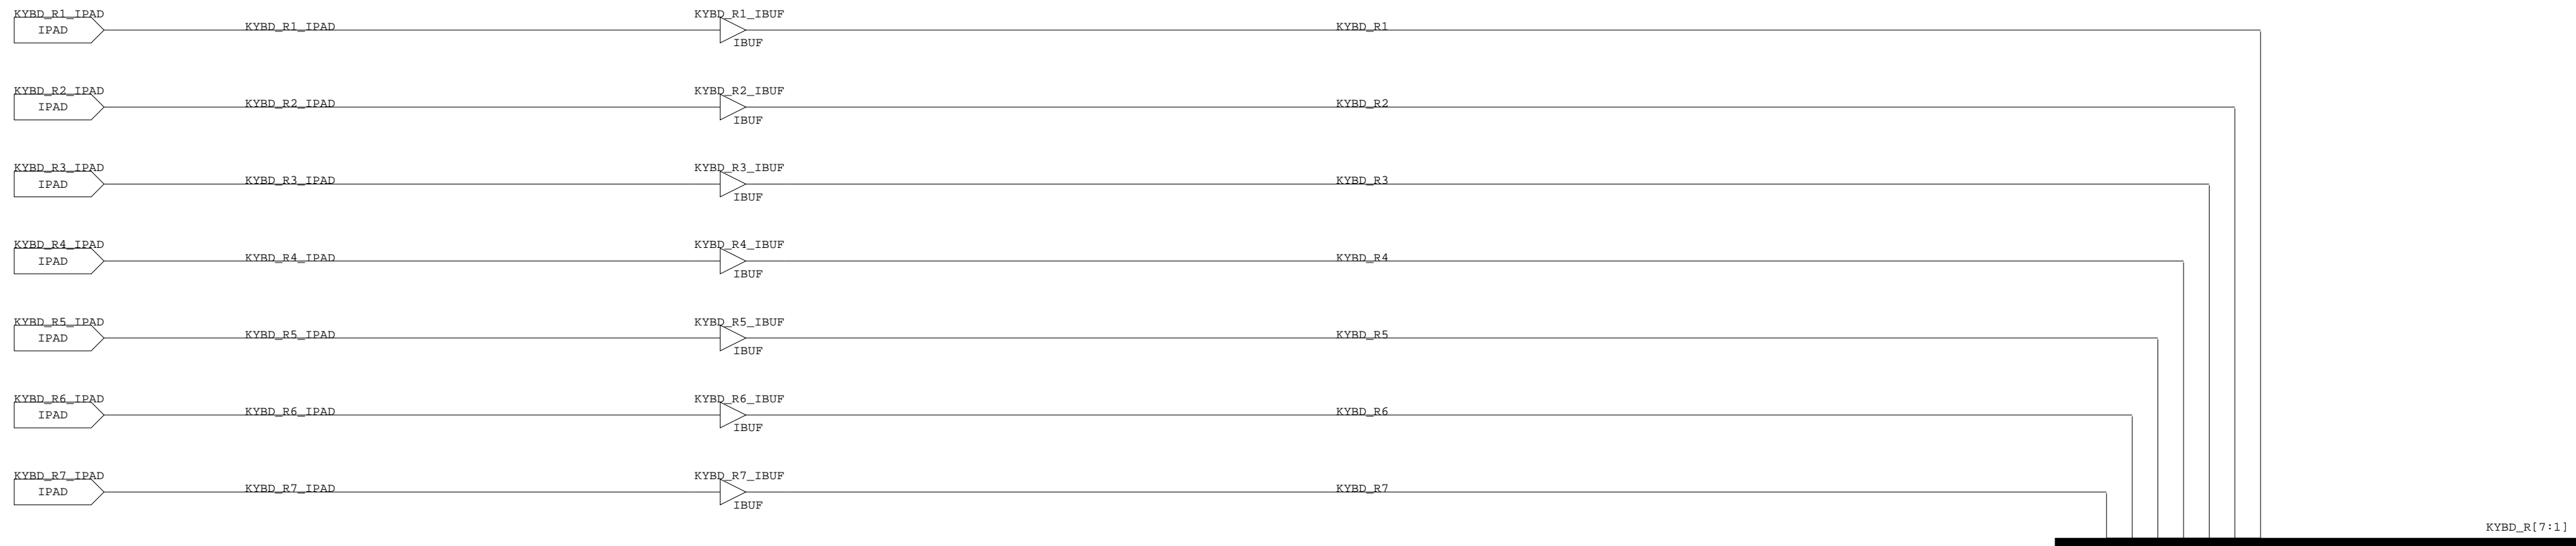 KYBD_R1_IPAD KYBD_R1_IBUF
IPAD KYBD_R1_IPAD KYBD_R1
IBUF
KYBD_R2_IPAD KYBD_R2_IBUF
IPAD KYBD_R2_IPAD KYBD_R2
IBUF
KYBD_R3_IPAD KYBD_R3_IBUF
IPAD KYBD_R3_IPAD KYBD_R3
IBUF
KYBD_R4_IPAD KYBD_R4_IBUF
IPAD KYBD_R4_IPAD KYBD_R4
IBUF
KYBD_R5_IPAD KYBD_R5_IBUF
IPAD KYBD_R5_IPAD KYBD_R5
IBUF
KYBD_R6_IPAD KYBD_R6_IBUF
IPAD KYBD_R6_IPAD KYBD_R6
IBUF
KYBD_R7_IPAD KYBD_R7_IBUF
IPAD KYBD_R7_IPAD KYBD_R7
IBUF
KYBD_R[7:1]